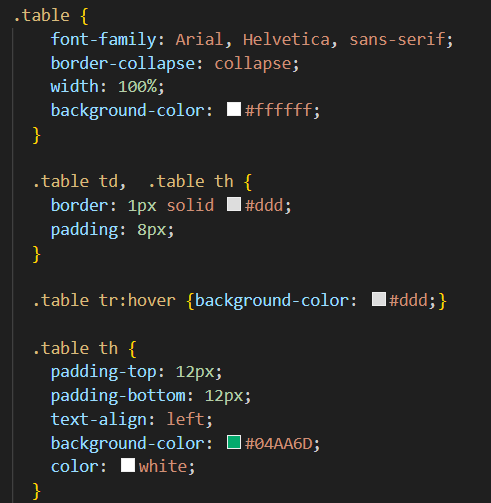 .table {
font-family: Arial, Helvetica, sans-serif;
border-collapse: collapse;
width: 100%;
background-color: #ffffff;
}
.table td,  .table th {
border: 1px solid #ddd;
padding: 8px;
}
.table tr:hover {background-color: #ddd;}
.table th {
padding-top: 12px;
padding-bottom: 12px;
text-align: left;
background-color: #04AA6D;
color: white;
}